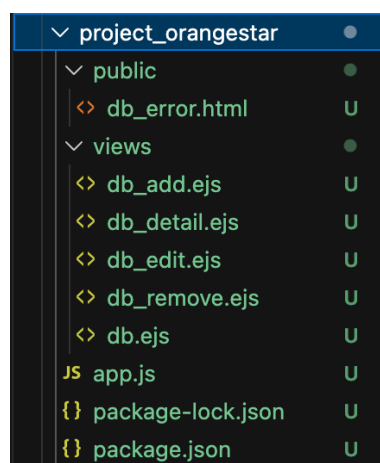 project_orangestar
public
<> db_error.html U
views
<> db_add.ejs U
<> db_detail.ejs U
<> db_edit.ejs U
<> db_remove.ejs U
<> db.ejs U
JS app.js U
{} package-lock.json U
{} package.json U